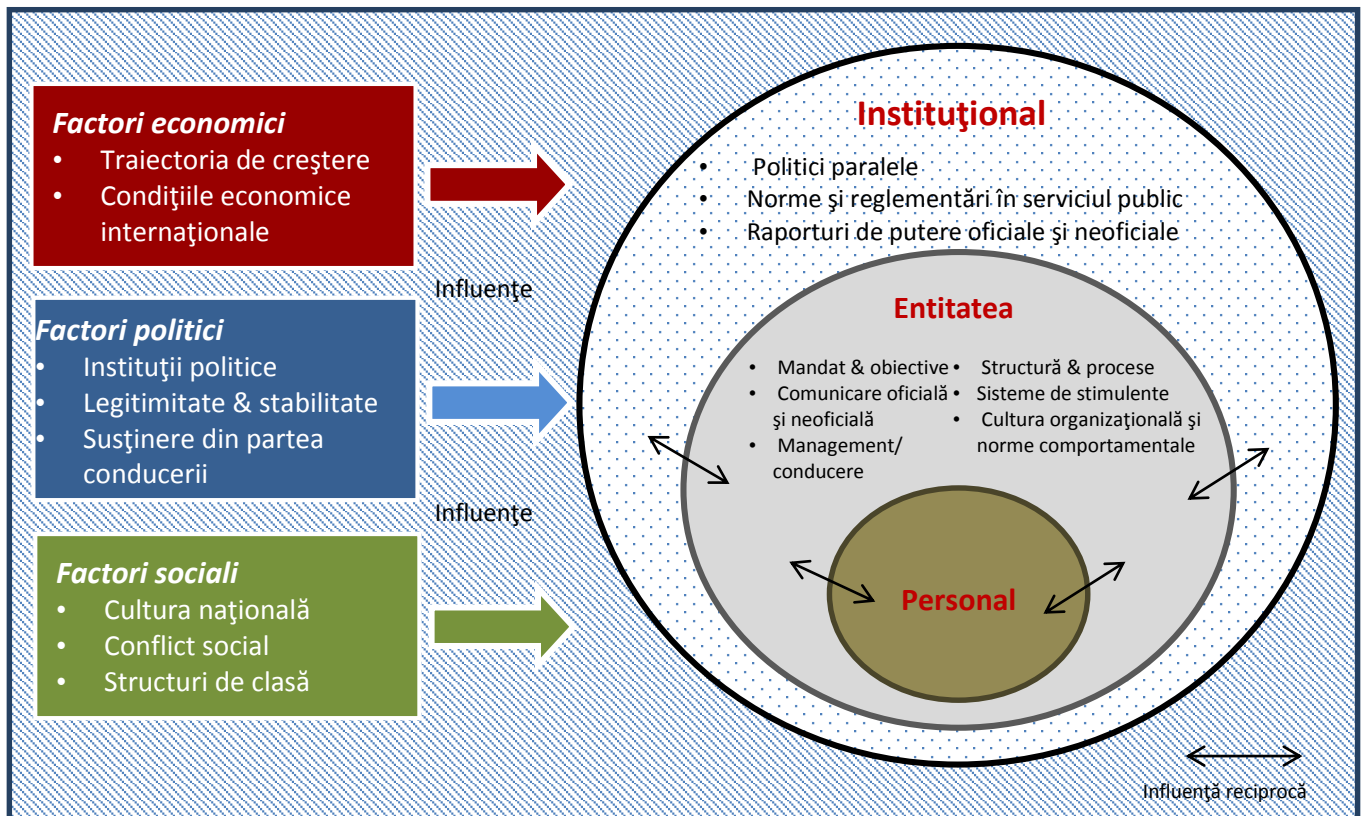 Factori economici
• Traiectoria de creştere
• Condiţiile economice
internaţionale
Influenţe
Factori politici
• Instituţii politice
• Legitimitate & stabilitate
• Susţinere din partea
conducerii
Influenţe
Factori sociali
• Cultura naţională
• Conflict social
• Structuri de clasă
Instituţional
• Politici paralele
• Norme şi reglementări în serviciul public
• Raporturi de putere oficiale şi neoficiale
Entitatea
• Mandat & obiective
• Comunicare oficială
şi neoficială
• Management/
conducere
• Structură & procese
• Sisteme de stimulente
• Cultura organizaţională şi
norme comportamentale
Personal
Influenţă reciprocă